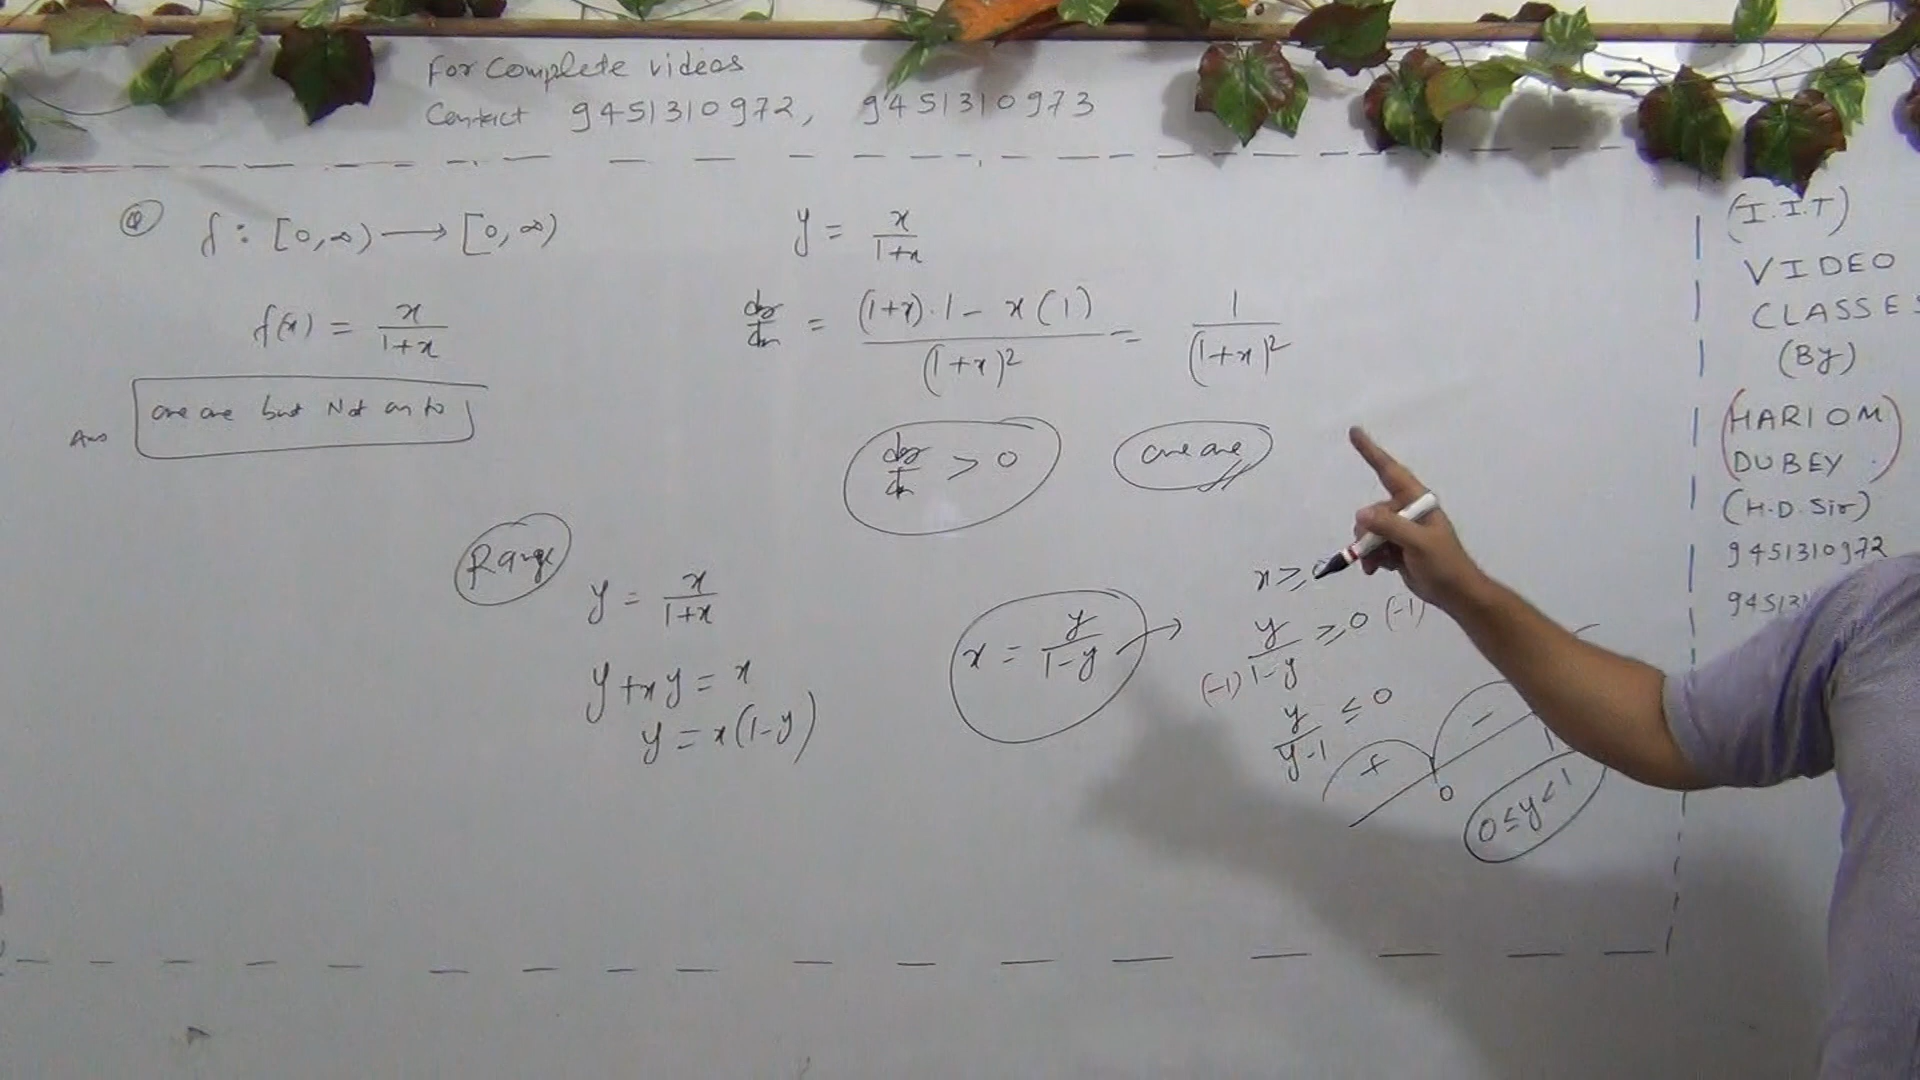 For Complete videos
Contact 9451310972, 9451310973
Q f : [0,∞) → [0,∞)
f(x) = x/(1+x)
Ans one one but Not on to
y = x/(1+x)
dy/dx = ((1+x).1 - x(1))/(1+x)² = 1/(1+x)²
dy/dx > 0
one one
Range
y = x/(1+x)
y + xy = x
y = x(1-y)
x = y/(1-y) →
x ≥ 0
(-1) y/(1-y) ≥ 0 (-1)
y/(y-1) ≤ 0
+ 0 - 1
0 ≤ y < 1
(I.I.T)
VIDEO
CLASSES
(By)
(HARIOM
DUBEY)
(H.D. Sir)
9451310972